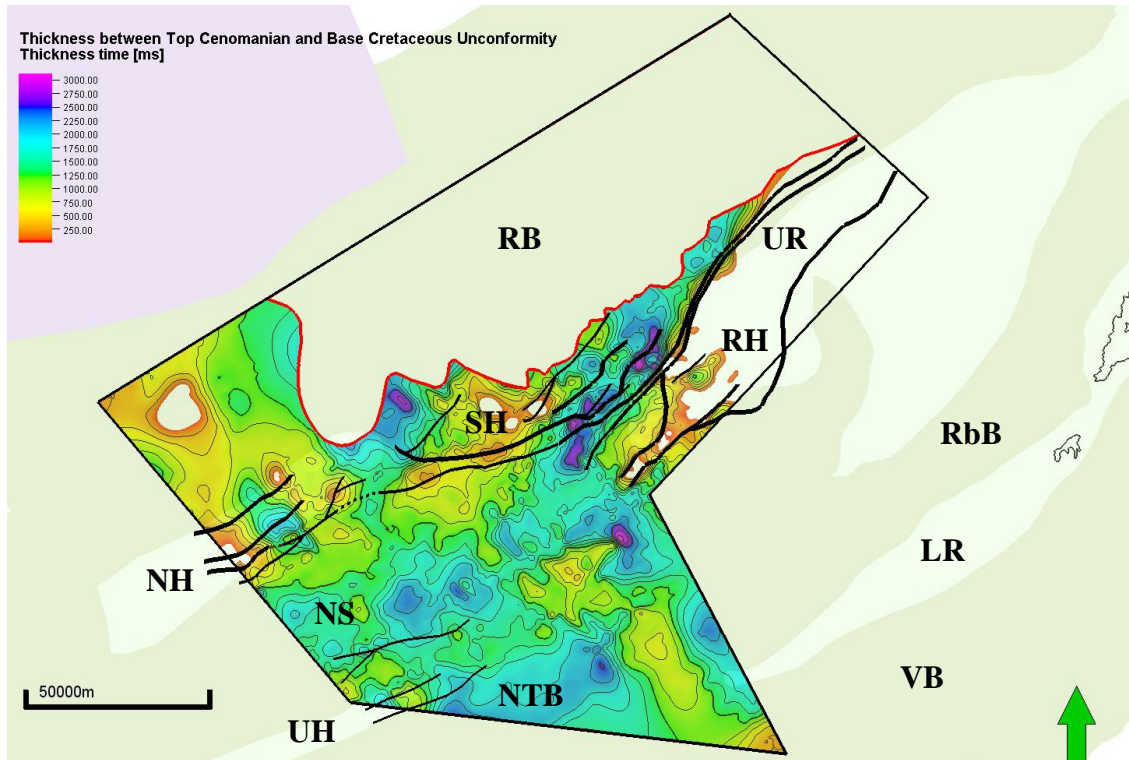 Thickness between Top Cenomanian and Base Cretaceous Unconformity
Thickness time [ms]
3000.00
2750.00
2500.00
2250.00
2000.00
1750.00
1500.00
1250.00
1000.00
750.00
500.00
250.00
RB
UR
RH
SH
RbB
LR
NH
NS
VB
NTB
50000m
UH